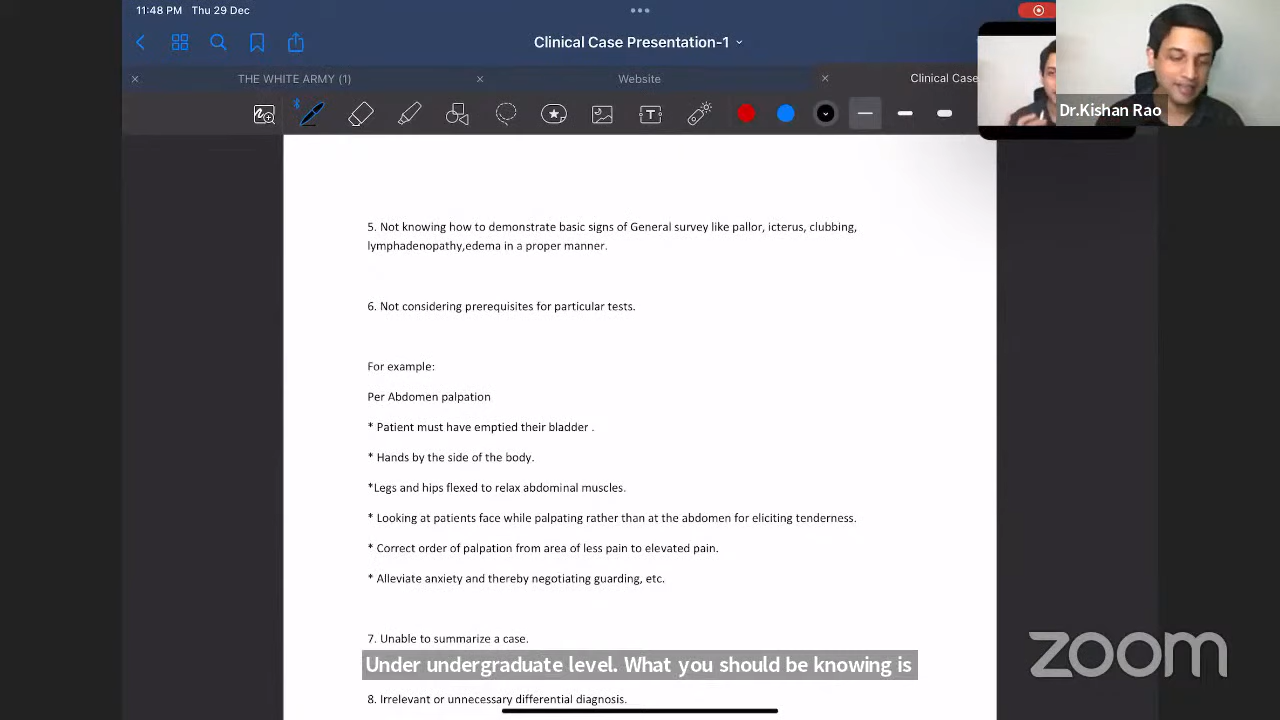 11:48 PM Thu 29 Dec
Clinical Case Presentation-1
THE WHITE ARMY (1)
Website
Clinical Case
Dr.Kishan Rao
5. Not knowing how to demonstrate basic signs of General survey like pallor, icterus, clubbing,
lymphadenopathy,edema in a proper manner.
6. Not considering prerequisites for particular tests.
For example:
Per Abdomen palpation
* Patient must have emptied their bladder .
* Hands by the side of the body.
*Legs and hips flexed to relax abdominal muscles.
* Looking at patients face while palpating rather than at the abdomen for eliciting tenderness.
* Correct order of palpation from area of less pain to elevated pain.
* Alleviate anxiety and thereby negotiating guarding, etc.
7. Unable to summarize a case.
Under undergraduate level. What you should be knowing is
8. Irrelevant or unnecessary differential diagnosis.
zoom